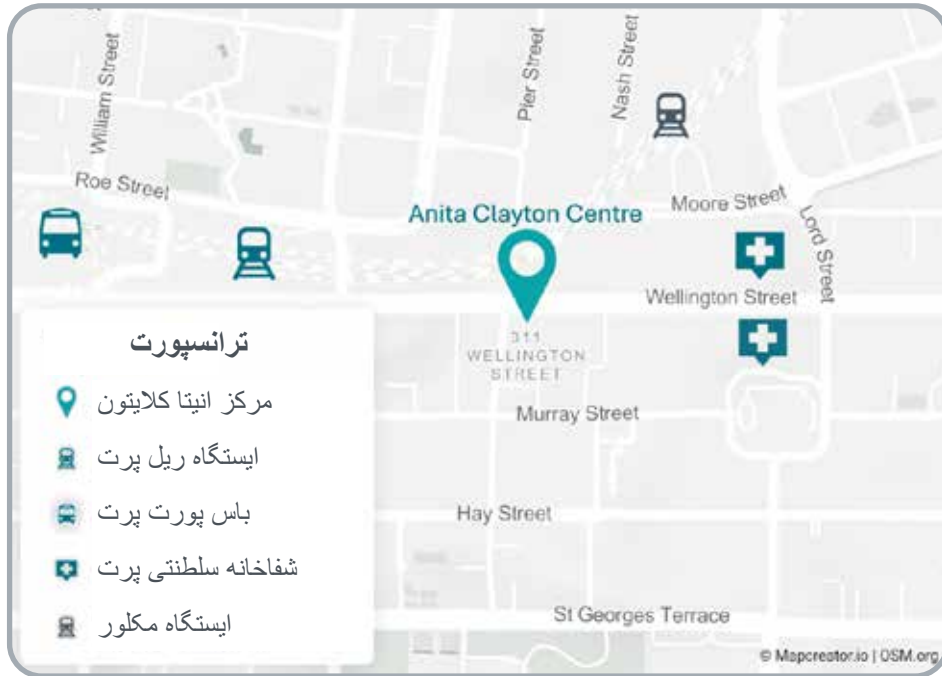 William Street
Pier Street
Nash Street
Roe Street
Anita Clayton Centre
Moore Street
Lord Street
Wellington Street
311
WELLINGTON
STREET
Murray Street
Hay Street
St Georges Terrace
ترانسپورت
مرکز انیتا کلایتون
ایستگاه ریل پرت
باس پورت پرت
شفاخانه سلطنتی پرت
ایستگاه مکلور
© Mapcreator.io | OSM.org